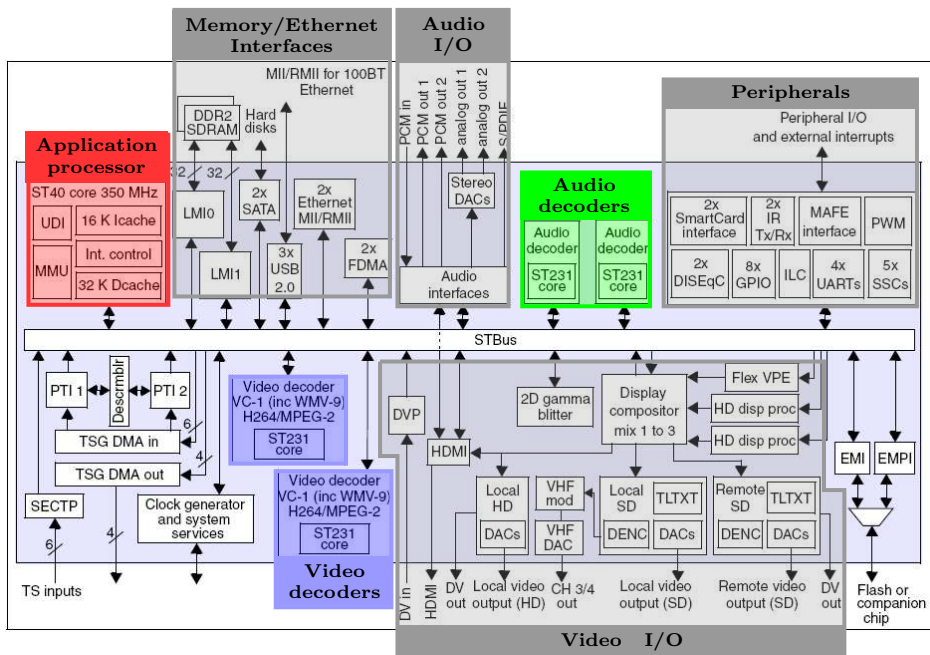 Memory/Ethernet
Interfaces
Audio
I/O
MII/RMII for 100BT
Ethernet
DDR2
SDRAM
Hard
disks
PCM in
PCM out 1
PCM out 2
analog out 1
analog out 2
S/PDIF
Peripherals
Peripheral I/O
and external interrupts
Application
processor
ST40 core 350 MHz
UDI
16 K Icache
MMU
Int. control
32 K Dcache
32
32
LMI0
LMI1
2x
SATA
3x
USB
2.0
2x
Ethernet
MII/RMII
2x
FDMA
Stereo
DACs
Audio
interfaces
Audio
decoders
Audio
decoder
ST231
core
Audio
decoder
ST231
core
2x
SmartCard
interface
2x
IR
Tx/Rx
MAFE
interface
PWM
2x
DISEqC
8x
GPIO
ILC
4x
UARTs
5x
SSCs
STBus
PTI 1
Descrmblr
PTI 2
TSG DMA in
6
TSG DMA out
4
SECTP
Clock generator
and system
services
6
4
TS inputs
Video decoder
VC-1 (inc WMV-9)
H264/MPEG-2
ST231
core
Video decoder
VC-1 (inc WMV-9)
H264/MPEG-2
ST231
core
Video
decoders
DVP
HDMI
2D gamma
blitter
Display
compositor
mix 1 to 3
Flex VPE
HD disp proc
HD disp proc
Local
HD
DACs
VHF
mod
VHF
DAC
Local
SD
TLTXT
DENC
DACs
Remote
SD
TLTXT
DENC
DACs
EMI
EMPI
DV in
HDMI
DV
out
Local video
output (HD)
CH 3/4
out
Local video
output (SD)
Remote video
output (SD)
DV
out
Flash or
companion
chip
Video I/O